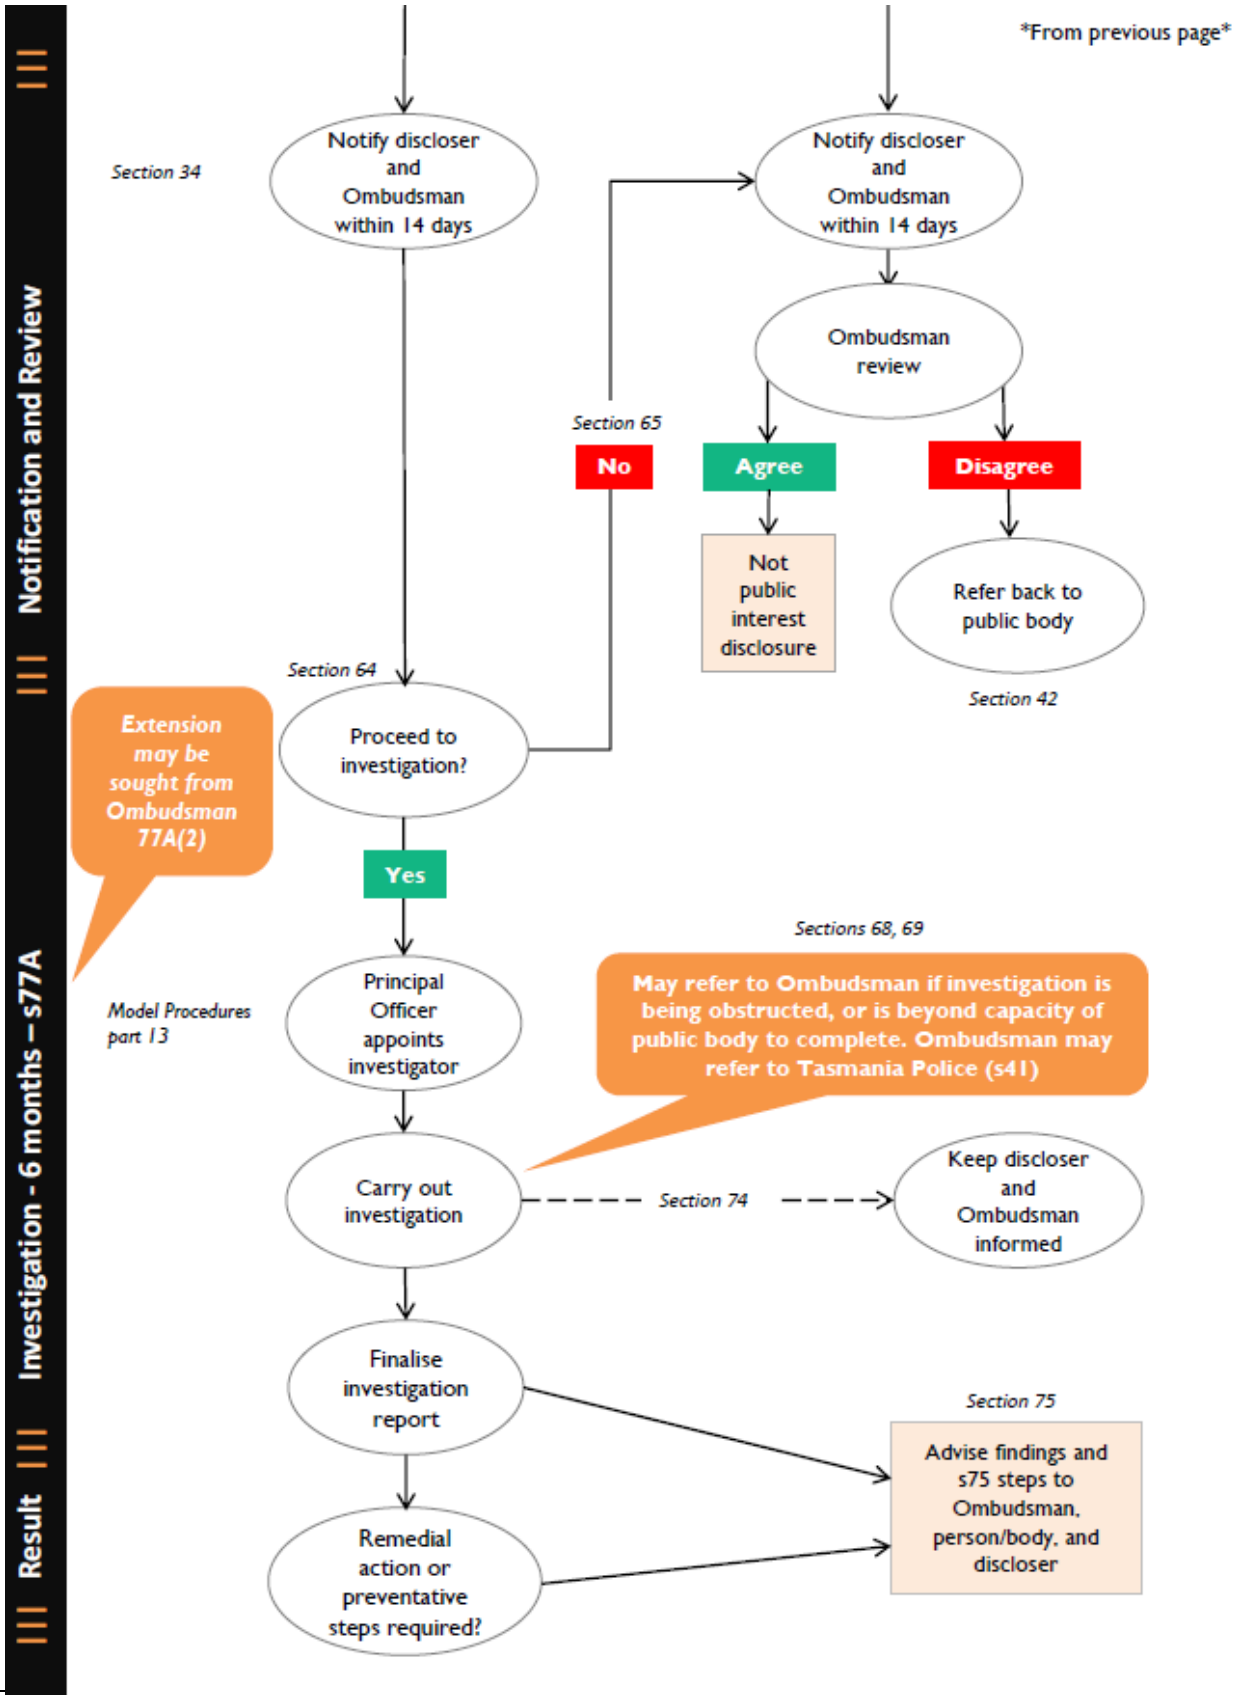 *From previous page*
Notify discloser
and
Ombudsman
within 14 days
Section 34
Notify discloser
and
Ombudsman
within 14 days
Ombudsman
review
Section 65
No
Agree
Disagree
Not
public
interest
disclosure
Refer back to
public body
Section 42
Notification and Review
Section 64
Proceed to
investigation?
Extension
may be
sought from
Ombudsman
77A(2)
Yes
Sections 68, 69
May refer to Ombudsman if investigation is
being obstructed, or is beyond capacity of
public body to complete. Ombudsman may
refer to Tasmania Police (s41)
Principal
Officer
appoints
investigator
Model Procedures
part 13
Carry out
investigation
Section 74
Keep discloser
and
Ombudsman
informed
Investigation - 6 months – s77A
Finalise
investigation
report
Section 75
Advise findings and
s75 steps to
Ombudsman,
person/body, and
discloser
Result
Remedial
action or
preventative
steps required?